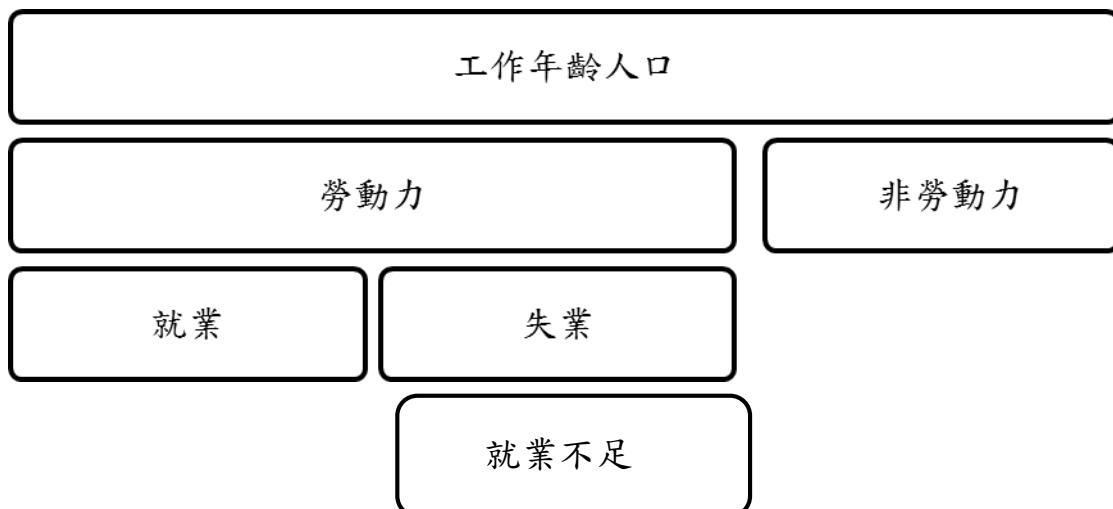 工作年齡人口
勞動力
非勞動力
就業
失業
就業不足